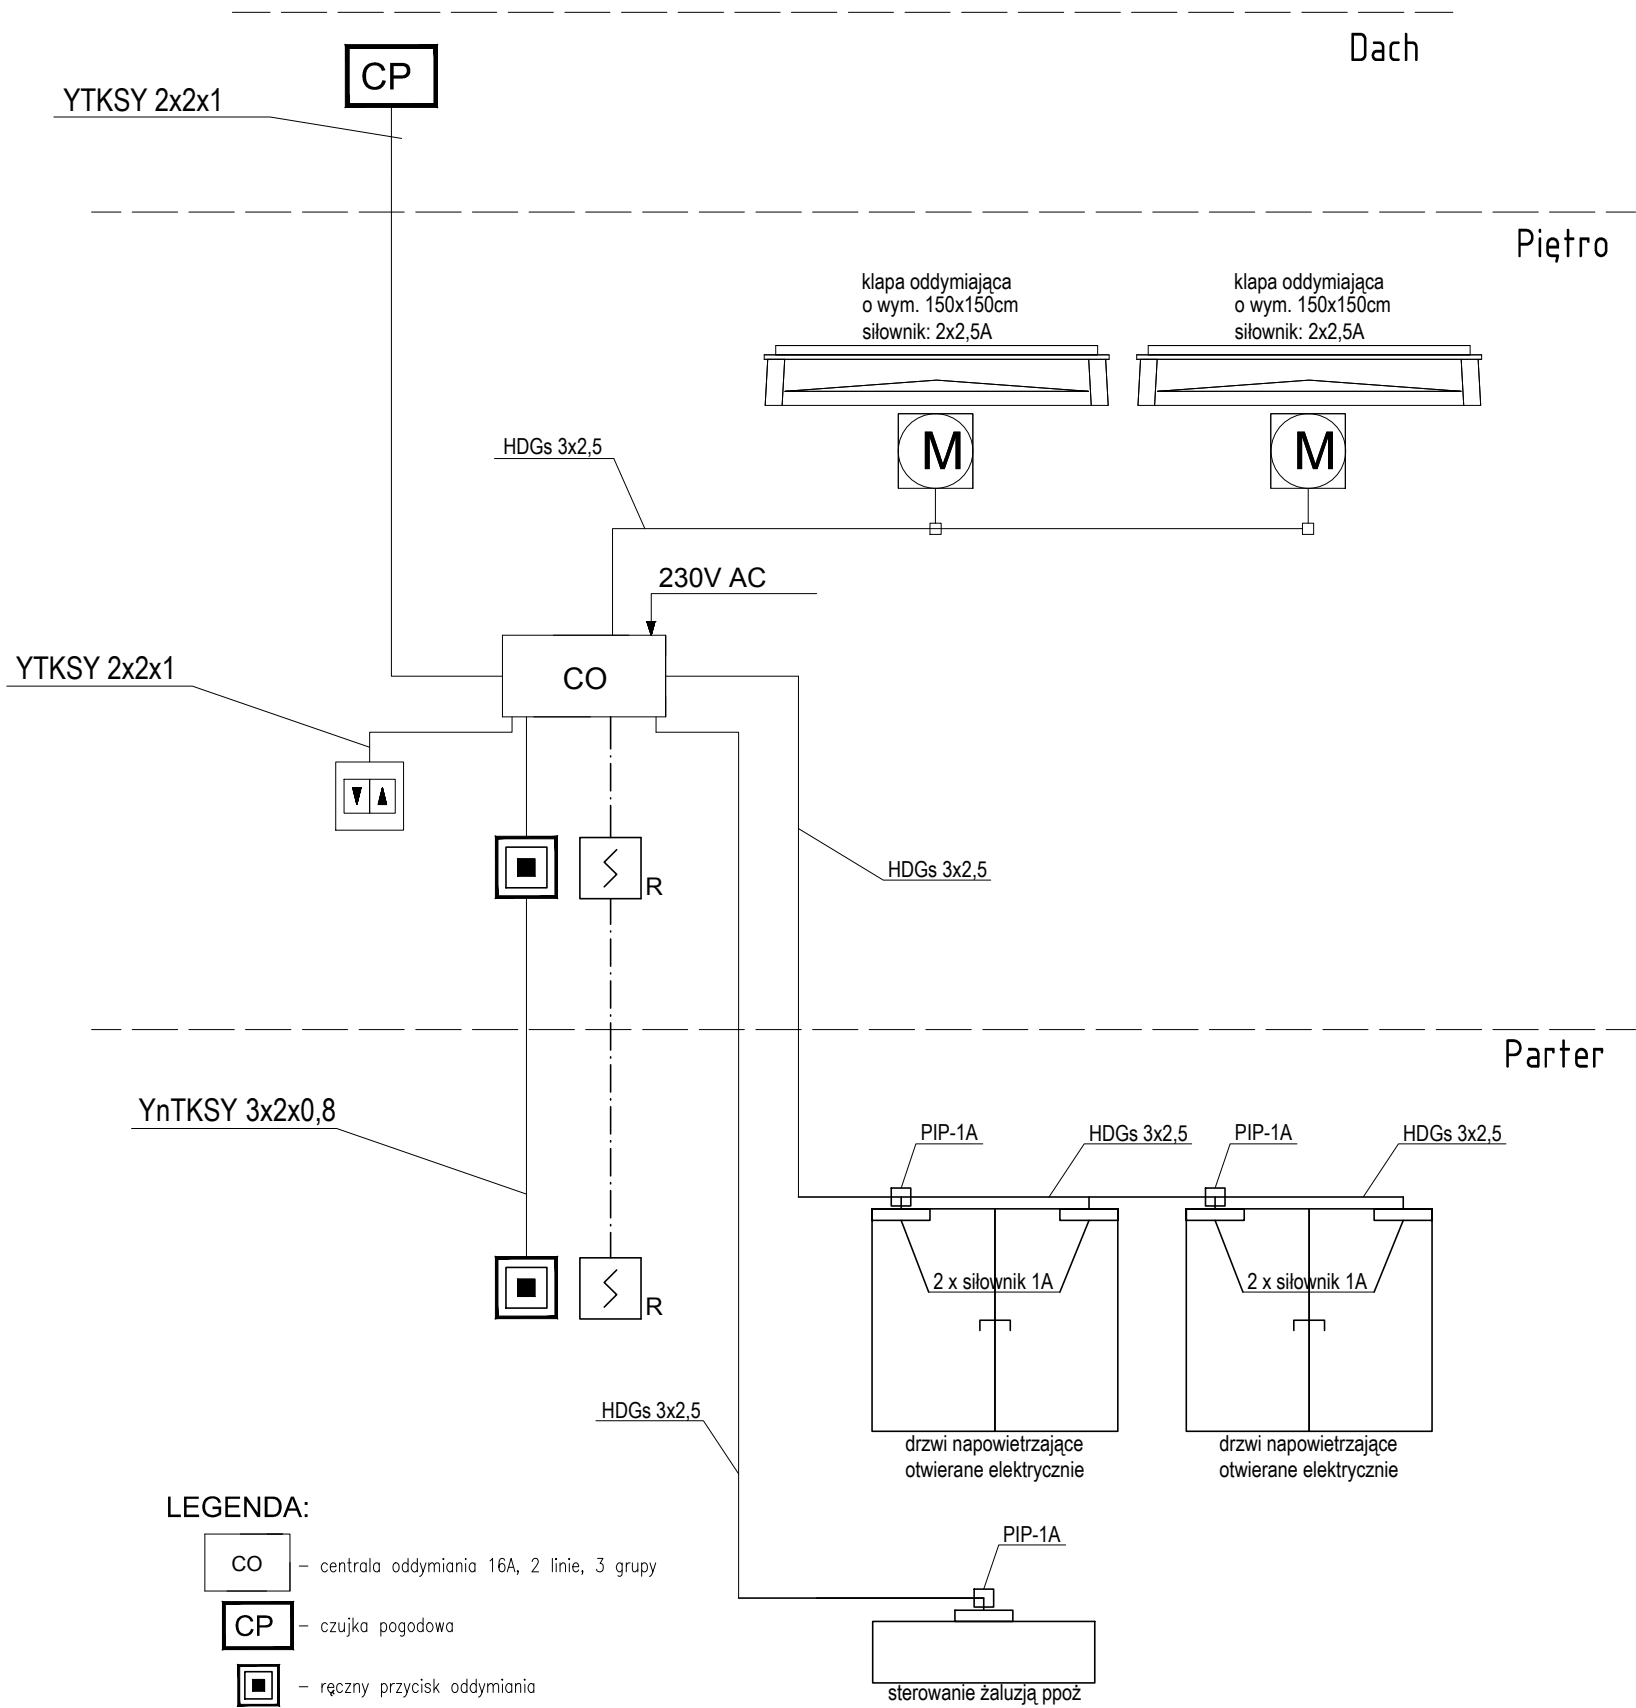 Dach
CP
YTKSY 2x2x1
Piętro
klapa oddymiająca
o wym. 150x150cm
siłownik: 2x2,5A
klapa oddymiająca
o wym. 150x150cm
siłownik: 2x2,5A
M
M
HDGs 3x2,5
230V AC
YTKSY 2x2x1
CO
HDGs 3x2,5
R
Parter
YnTKSY 3x2x0,8
PIP-1A
HDGs 3x2,5
PIP-1A
HDGs 3x2,5
2 x siłownik 1A
2 x siłownik 1A
R
HDGs 3x2,5
drzwi napowietrzające
otwierane elektrycznie
drzwi napowietrzające
otwierane elektrycznie
LEGENDA:
PIP-1A
CO – centrala oddymiania 16A, 2 linie, 3 grupy
CP – czujka pogodowa
– ręczny przycisk oddymiania
sterowanie żaluzją ppoż